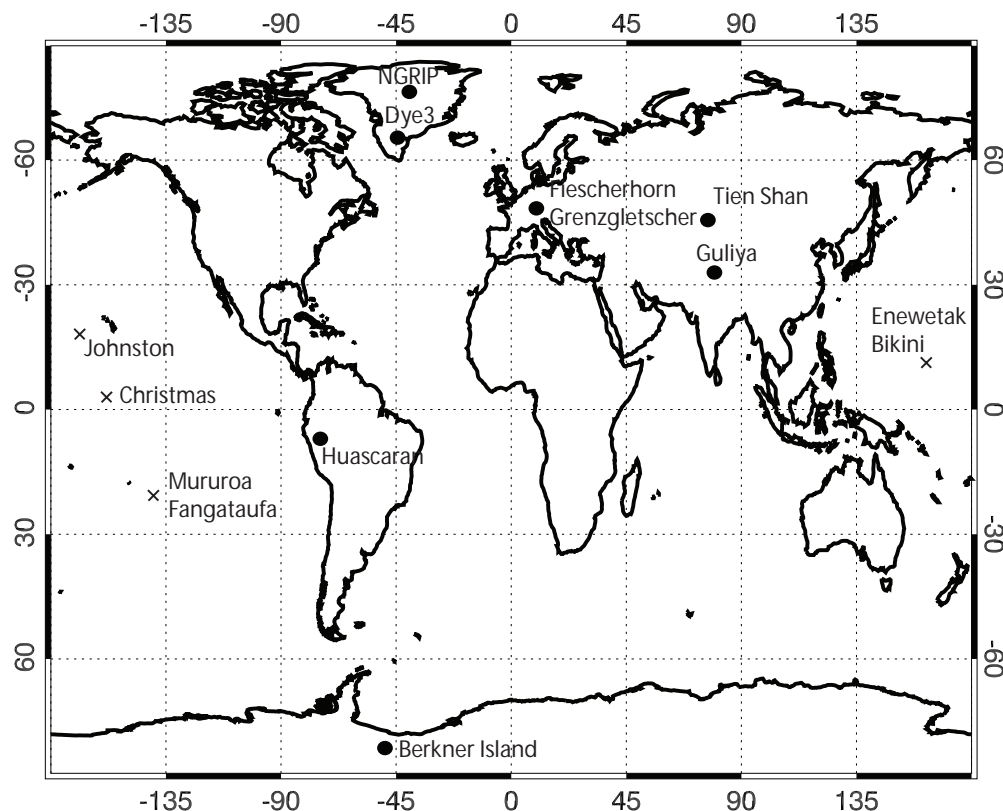 -135 -90 -45 0 45 90 135
NGRIP
Dye3
-60 60
Fiescherhorn
Tien Shan
Grenzgletscher
Guliya
-30 30
Enewetak
Bikini
Johnston
Christmas
0 0
Huascaran
Mururoa
Fangataufa
30 -30
60 -60
Berkner Island
-135 -90 -45 0 45 90 135